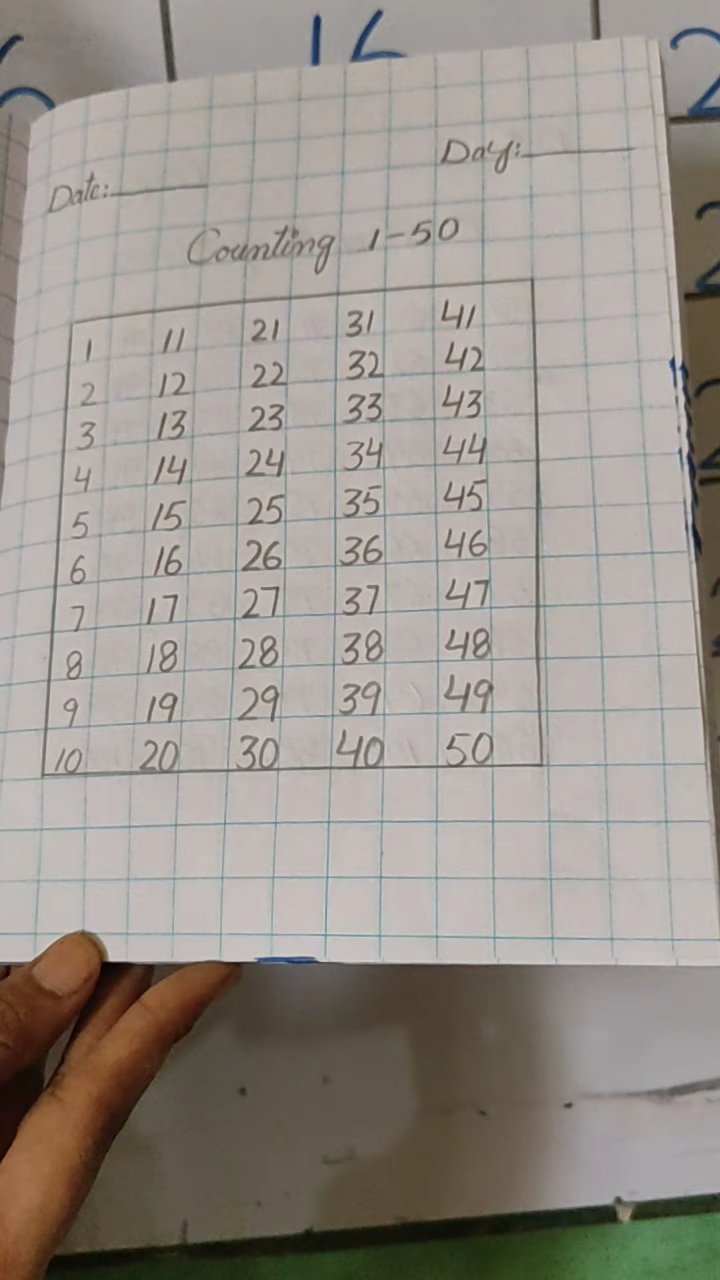 16
Day:
Date:
Counting 1-50
1 11 21 31 41
2 12 22 32 42
3 13 23 33 43
4 14 24 34 44
5 15 25 35 45
6 16 26 36 46
7 17 27 37 47
8 18 28 38 48
9 19 29 39 49
10 20 30 40 50